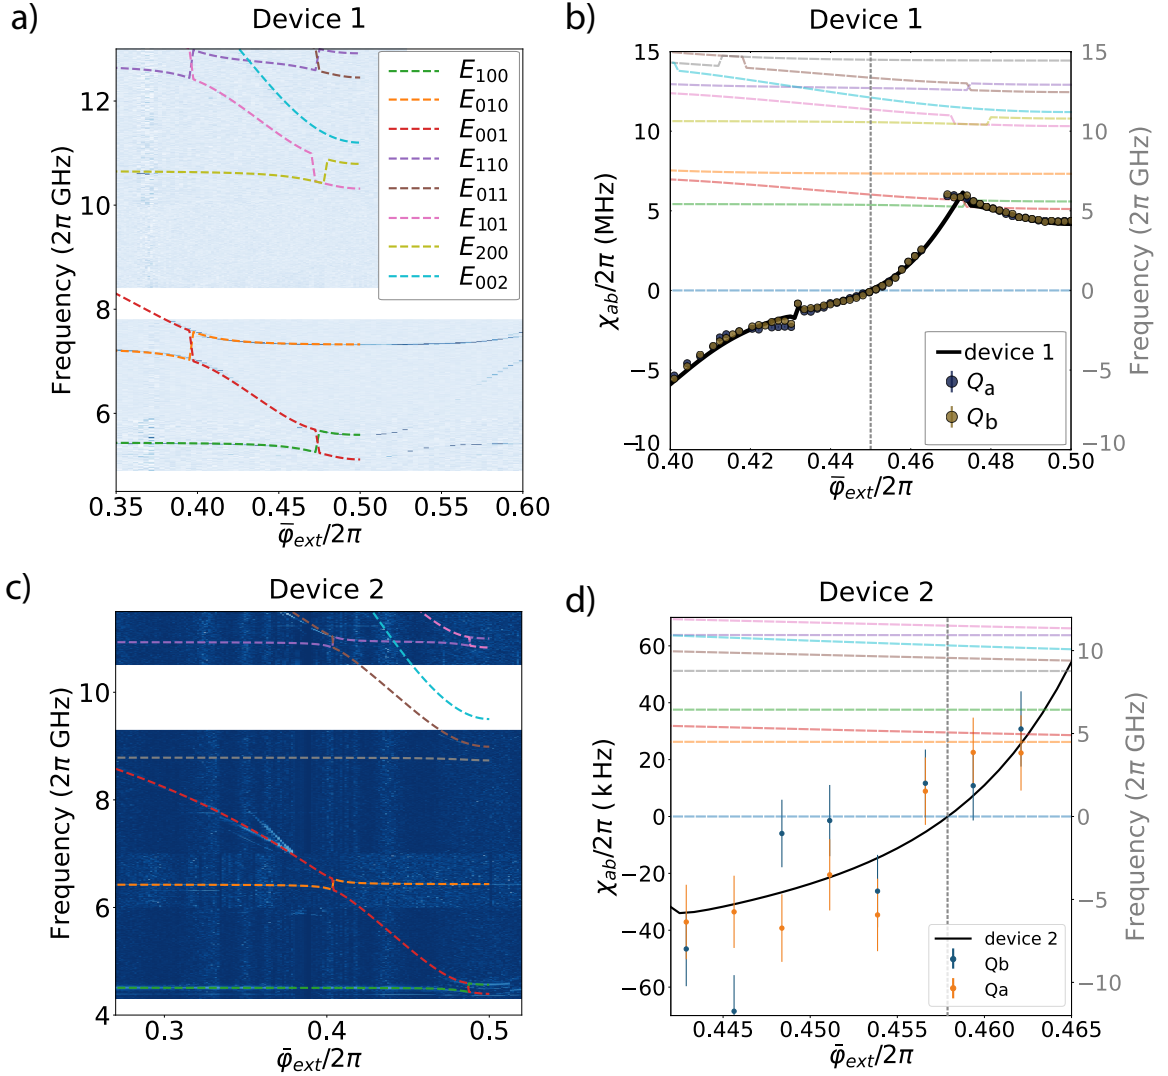 a)
Device 1
12
10
8
6
Frequency (2π GHz)
0.35 0.40 0.45 0.50 0.55 0.60
φ̅ext/2π
E100
E010
E001
E110
E011
E101
E200
E002
b)
Device 1
15
10
5
0
−5
−10
χab/2π (MHz)
15
10
5
0
−5
−10
Frequency (2π GHz)
0.40 0.42 0.44 0.46 0.48 0.50
φ̅ext/2π
device 1
Qa
Qb
c)
Device 2
10
8
6
4
Frequency (2π GHz)
0.3 0.4 0.5
φ̅ext/2π
d)
Device 2
60
40
20
0
−20
−40
−60
χab/2π ( kHz)
10
5
0
−5
−10
Frequency (2π GHz)
0.445 0.450 0.455 0.460 0.465
φ̅ext/2π
device 2
Qb
Qa